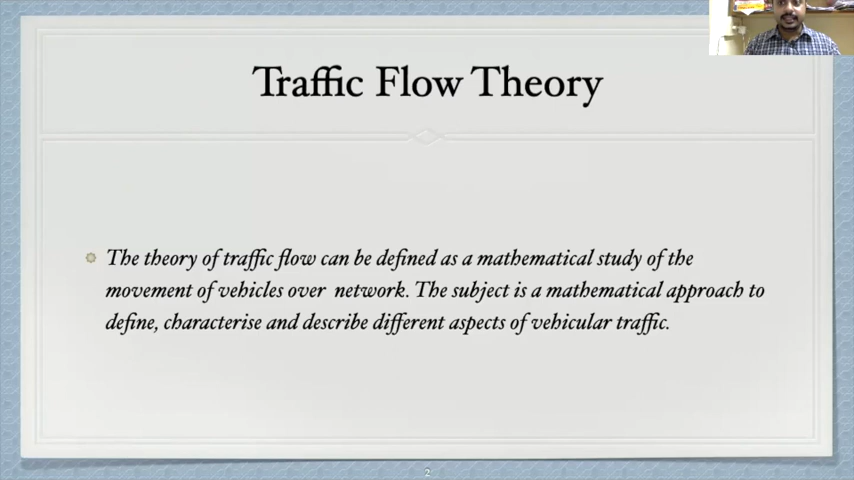 Traffic Flow Theory
The theory of traffic flow can be defined as a mathematical study of the
movement of vehicles over network. The subject is a mathematical approach to
define, characterise and describe different aspects of vehicular traffic.
2